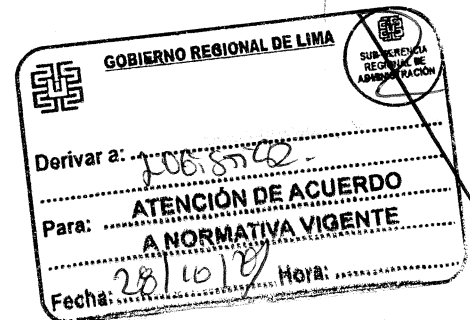 GOBIERNO REGIONAL DE LIMA
SUB GERENCIA
REGIONAL DE
ADMINISTRACIÓN
Derivar a: LOGISTICA.
Para: ATENCIÓN DE ACUERDO
A NORMATIVA VIGENTE
Fecha: 28/10/ Hora: